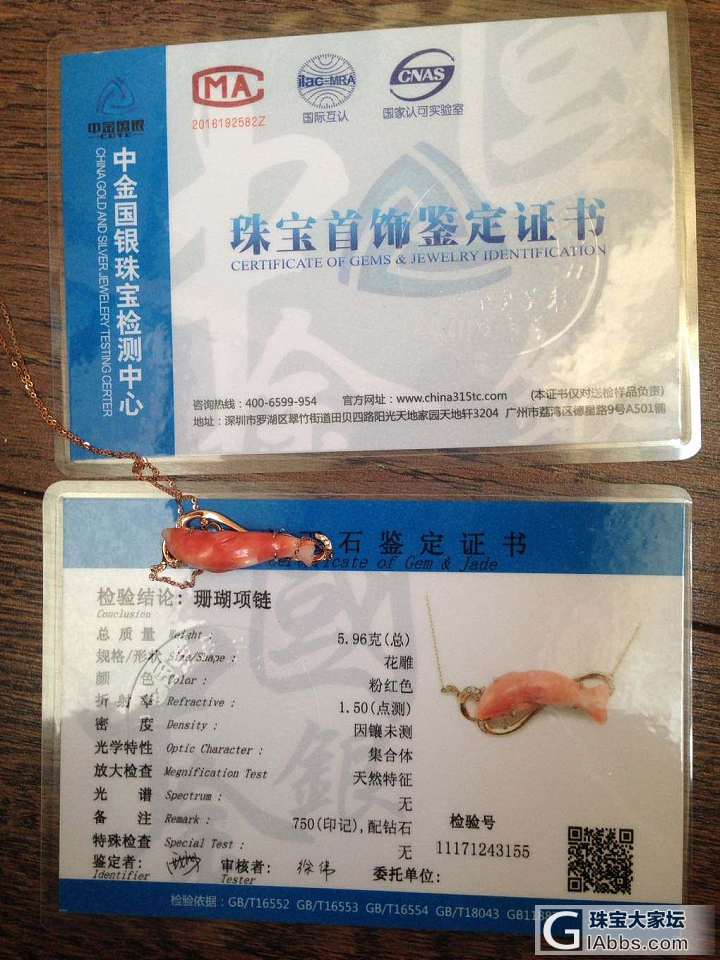 CMA
2016192582Z
ilac-MRA
国际互认
CNAS
国家认可实验室
中金国银
CGTC
中金国银珠宝检测中心
CHINA GOLD AND SILVER JEWELERY TESTING CERTER
珠宝首饰鉴定证书
CERTIFICATE OF GEMS & JEWELRY IDENTIFICATION
咨询热线：400-6599-954 官方网址：www.china315tc.com (本证书仅对送检样品负责)
地址：深圳市罗湖区翠竹街道田贝四路阳光天地家园天地轩3204 广州市荔湾区德星路9号A501铺
玉石鉴定证书
Certificate of Gem & Jade
检验结论：珊瑚项链
Conclusion
总质量 Weight： 5.96克(总)
规格/形状 Size/Shape： 花雕
颜色 Color： 粉红色
折射率 Refractive： 1.50(点测)
密度 Density： 因镶未测
光学特性 Optic Character： 集合体
放大检查 Megnification Test 天然特征
光谱 Spectrum： 无
备注 Remark： 750(印记),配钻石
特殊检查 Special Test： 无
检验号
11171243155
鉴定者： 审核者：徐伟 委托单位：
Identifier Tester
检验依据：GB/T16552 GB/T16553 GB/T16554 GB/T18043 GB1188
G 珠宝大家坛
lAbbs.com